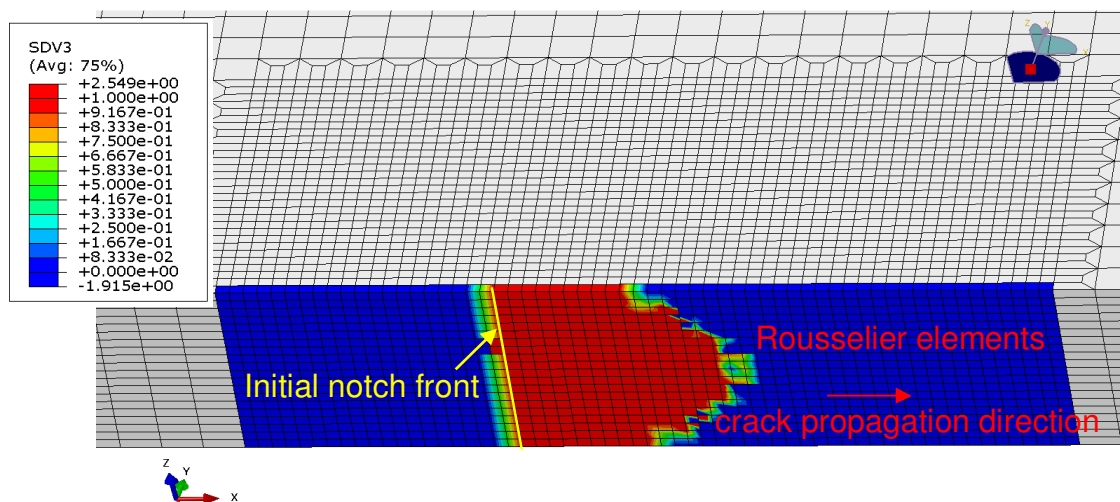 SDV3
(Avg: 75%)
+2.549e+00
+1.000e+00
+9.167e-01
+8.333e-01
+7.500e-01
+6.667e-01
+5.833e-01
+5.000e-01
+4.167e-01
+3.333e-01
+2.500e-01
+1.667e-01
+8.333e-02
+0.000e+00
-1.915e+00
Z Y X
Rousselier elements
Initial notch front
crack propagation direction
Z Y X